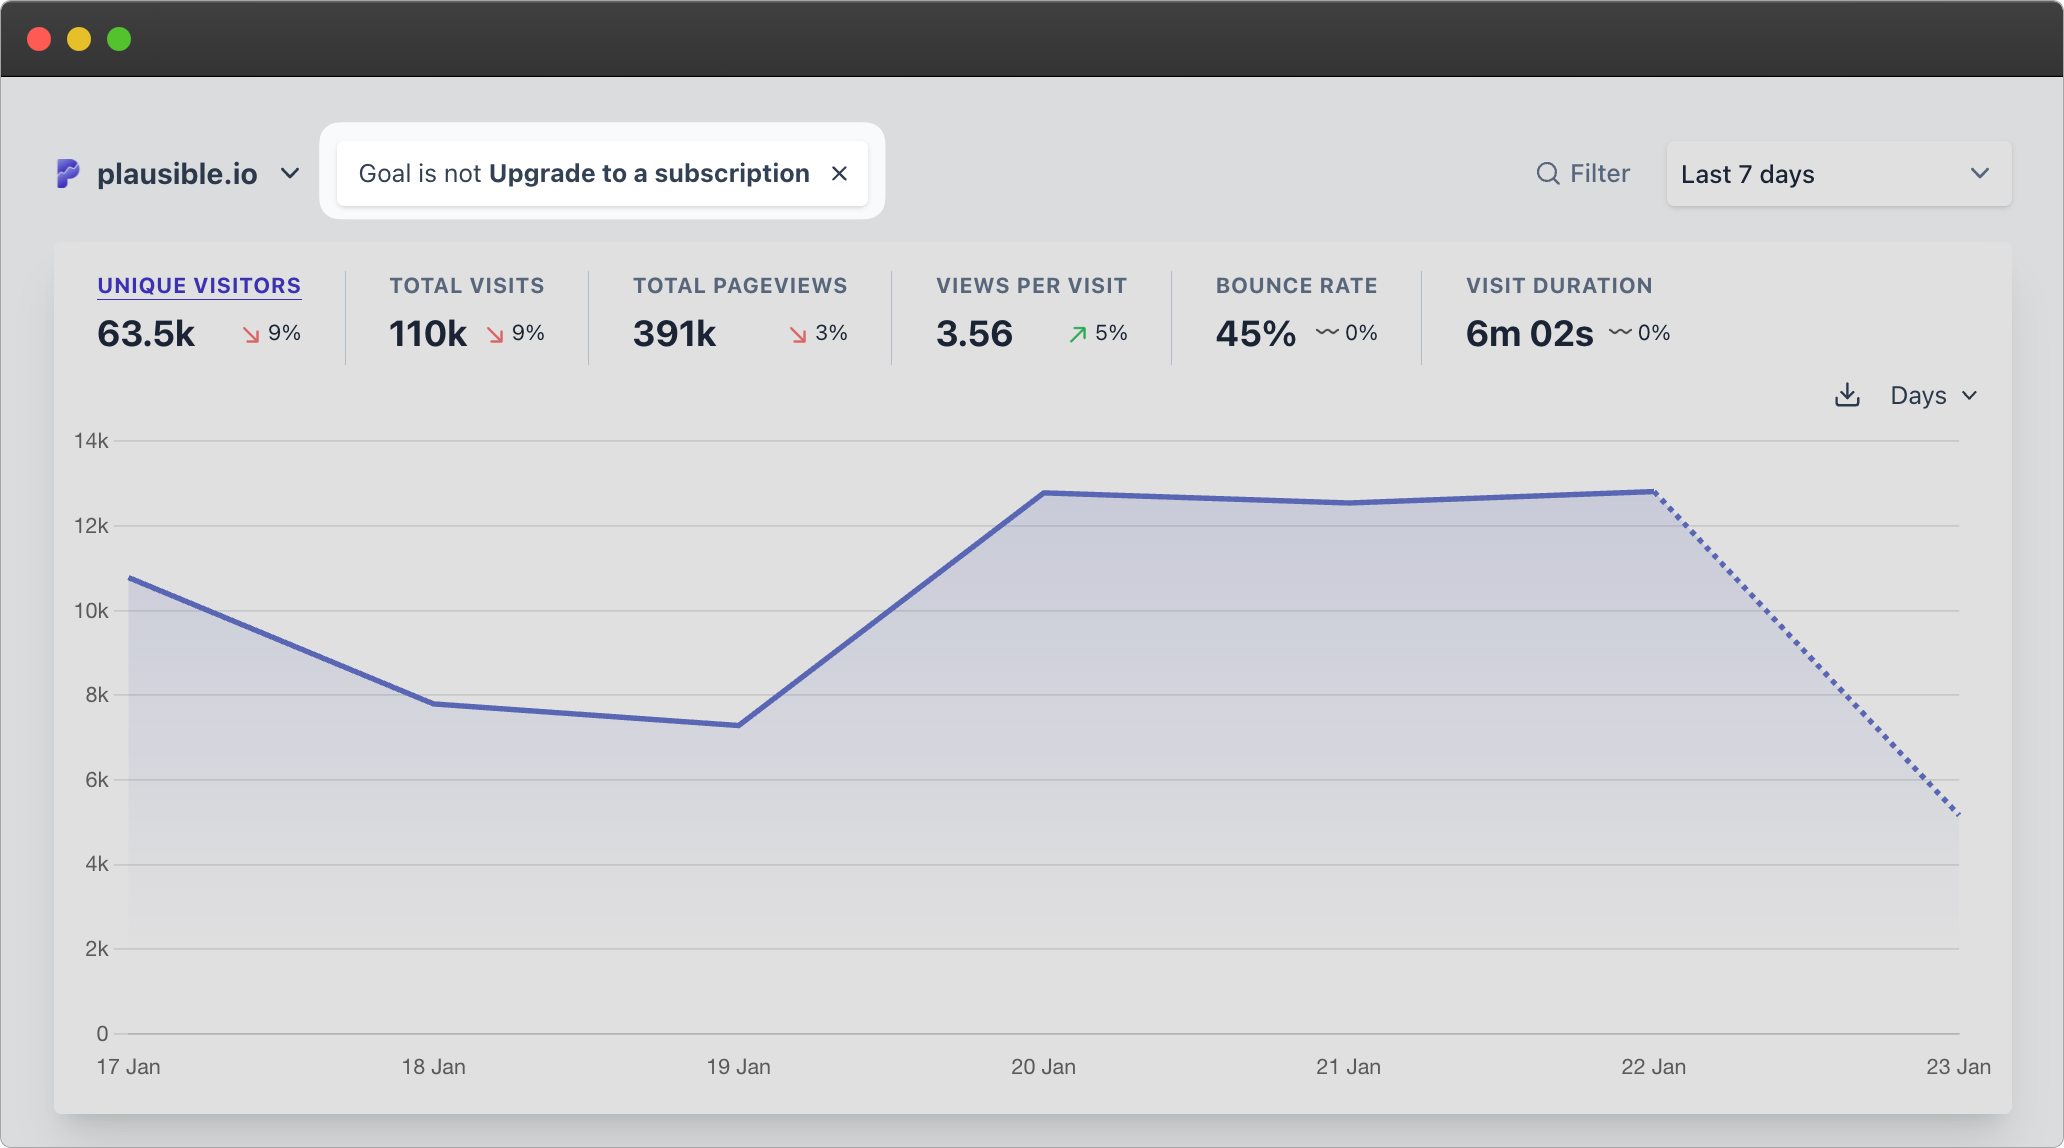 plausible.io
Goal is not Upgrade to a subscription
Filter
Last 7 days
UNIQUE VISITORS
63.5k 9%
TOTAL VISITS
110k 9%
TOTAL PAGEVIEWS
391k 3%
VIEWS PER VISIT
3.56 5%
BOUNCE RATE
45% 0%
VISIT DURATION
6m 02s 0%
Days
14k
12k
10k
8k
6k
4k
2k
0
17 Jan
18 Jan
19 Jan
20 Jan
21 Jan
22 Jan
23 Jan